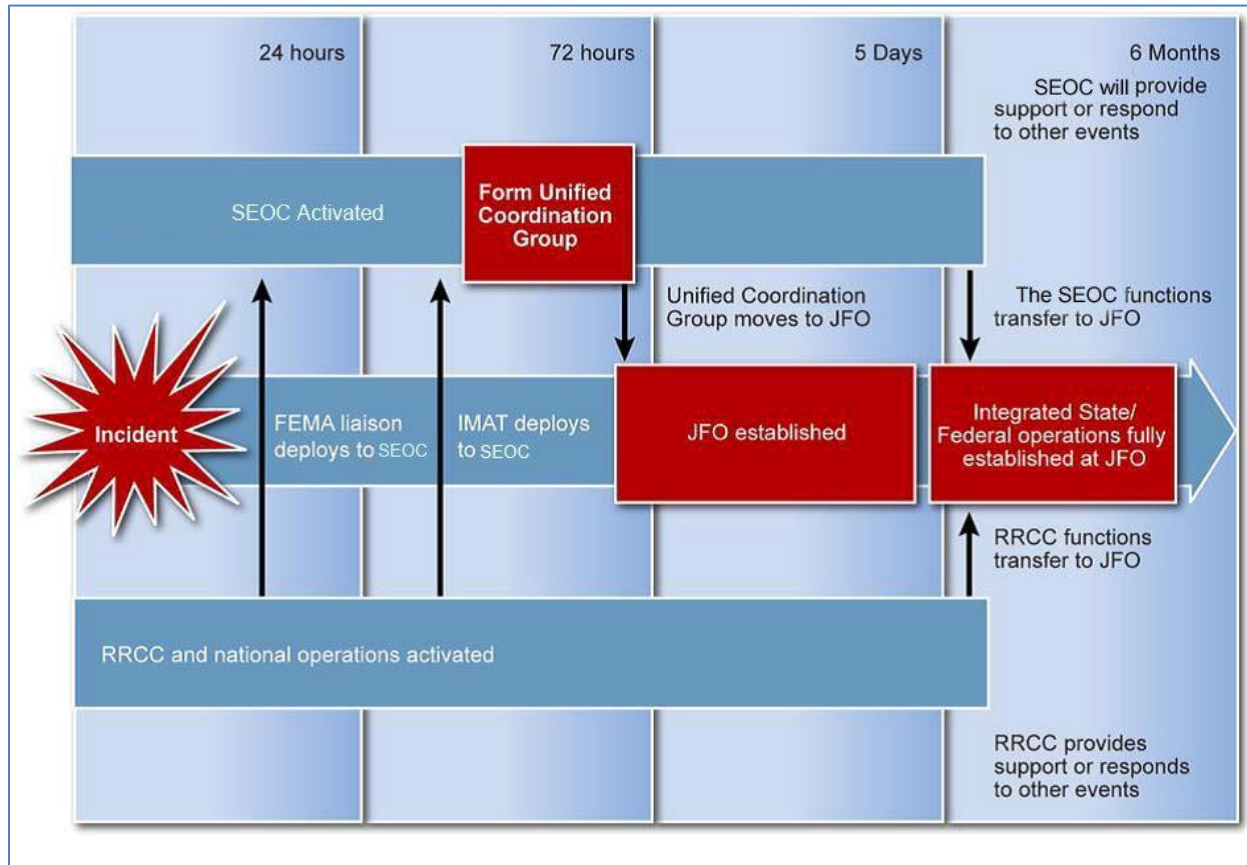 24 hours
72 hours
5 Days
6 Months
SEOC will provide
support or respond
to other events
SEOC Activated
Form Unified
Coordination
Group
Unified Coordination
Group moves to JFO
The SEOC functions
transfer to JFO
Incident
FEMA liaison
deploys to SEOC
IMAT deploys
to SEOC
JFO established
Integrated State/
Federal operations fully
established at JFO
RRCC functions
transfer to JFO
RRCC and national operations activated
RRCC provides
support or responds
to other events